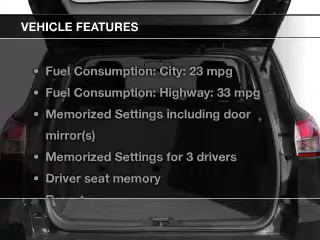 VEHICLE FEATURES
• Fuel Consumption: City: 23 mpg
• Fuel Consumption: Highway: 33 mpg
• Memorized Settings including door
mirror(s)
• Memorized Settings for 3 drivers
• Driver seat memory